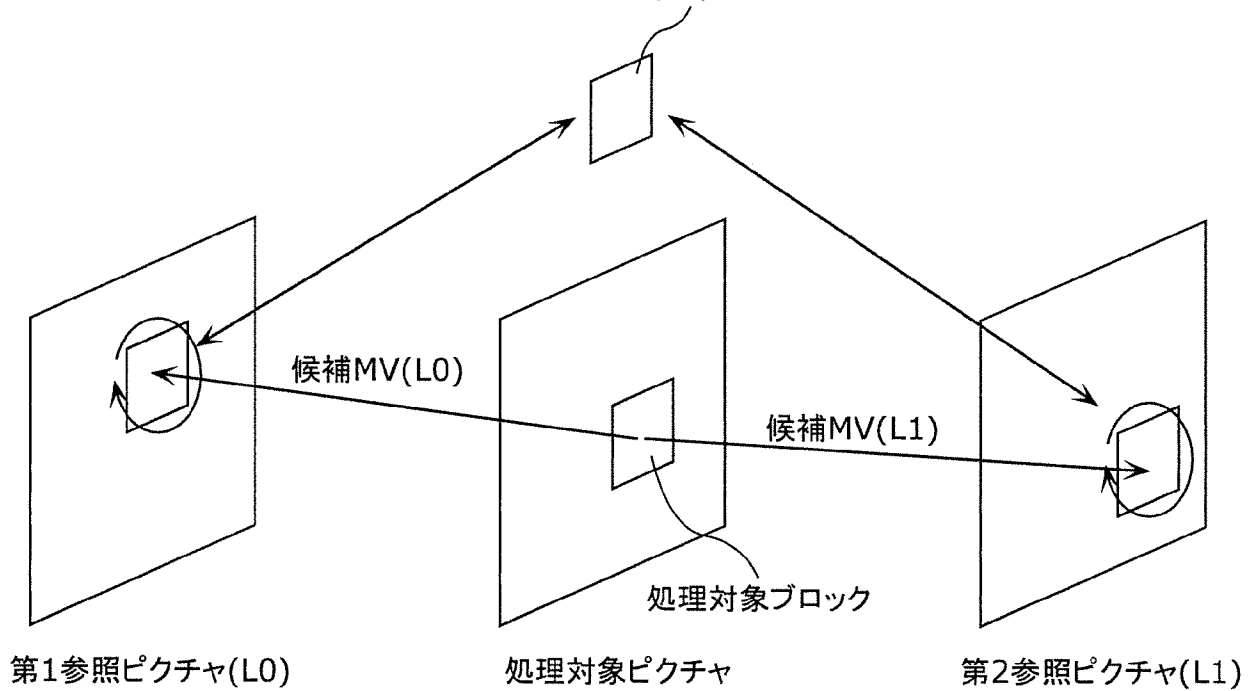 候補MV(L0)
候補MV(L1)
処理対象ブロック
第1参照ピクチャ(L0)
処理対象ピクチャ
第2参照ピクチャ(L1)